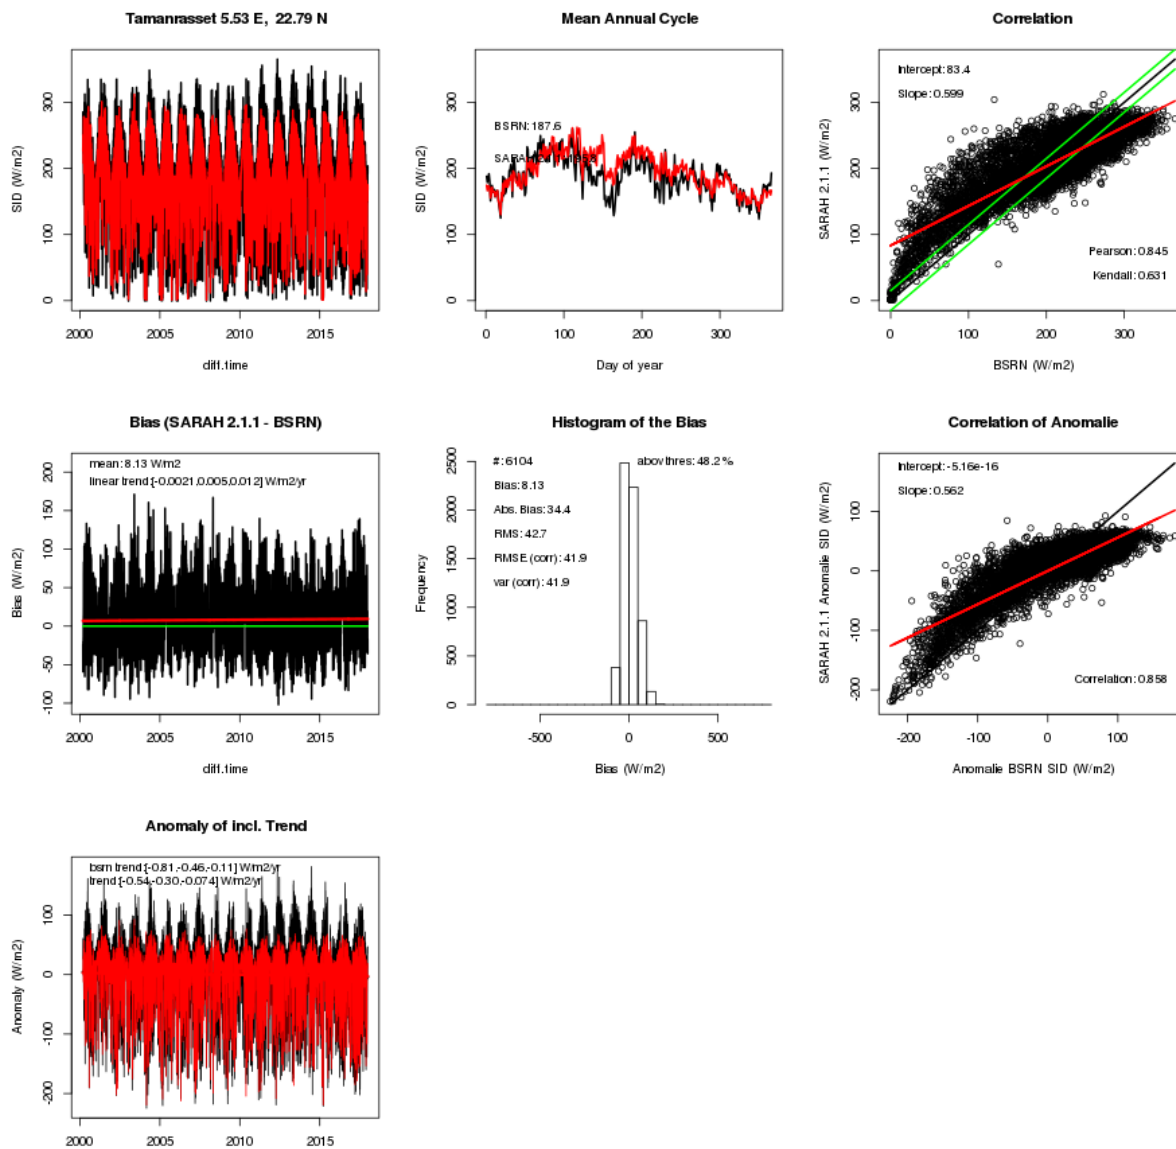 Tamanrasset 5.53 E, 22.79 N
SID (W/m2)
0 100 200 300
2000 2005 2010 2015
diff.time
Mean Annual Cycle
BSRN: 187.6
SID (W/m2)
0 100 200 300
0 100 200 300
Day of year
Correlation
Intercept: 83.4
Slope: 0.599
Pearson: 0.845
Kendall: 0.631
SARAH 2.1.1 (W/m2)
0 100 200 300
0 100 200 300
BSRN (W/m2)
Bias (SARAH 2.1.1 - BSRN)
mean: 8.13 W/m2
linear trend:[-0.0021,0.005,0.012] W/m2/yr
Bias (W/m2)
-100 -50 0 50 100 150 200
2000 2005 2010 2015
diff.time
Histogram of the Bias
#: 6104
abov thres: 48.2 %
Bias: 8.13
Abs. Bias: 34.4
RMS: 42.7
RMSE (corr): 41.9
var (corr): 41.9
Frequency
0 500 1000 1500 2000 2500
-500 0 500
Bias (W/m2)
Correlation of Anomalie
Intercept: -5.16e-16
Slope: 0.562
Correlation: 0.858
SARAH 2.1.1 Anomalie SID (W/m2)
-200 -100 0 100
-200 -100 0 100
Anomalie BSRN SID (W/m2)
Anomaly of incl. Trend
bsrn trend:[-0.81,-0.46,-0.11] W/m2/yr
trend:[-0.54,-0.30,-0.074] W/m2/yr
Anomaly (W/m2)
-200 -100 0 100
2000 2005 2010 2015